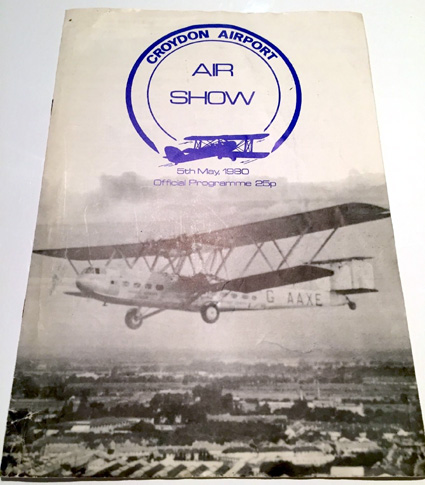 CROYDON AIRPORT
AIR
SHOW
5th May, 1980
Official Programme 25p
G AAXE